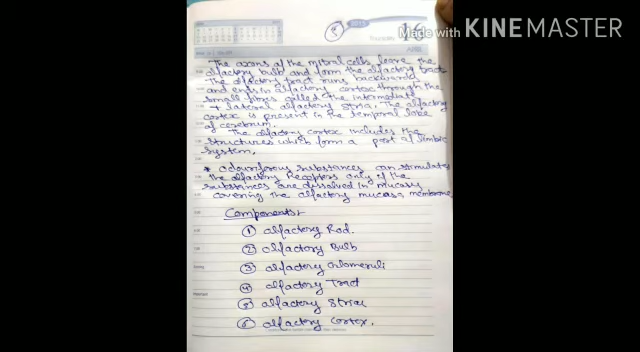 Made with KINEMASTER
8
16
The axons of the mitral cells leave the
olfactory bulb and form the olfactory tract
The olfactory tract runs backward
and ends in olfactory cortex through the
small fibres called the intermediate
+ lateral olfactory stria. The olfactory
cortex is present in the temporal lobe
of cerebrum.
The olfactory cortex includes the
structures which form a part of limbic
system.
* odouriferous substances can stimulate
the olfactory Receptors only if the
substances are dissolved in mucus,
covering the olfactory mucous membrane
Components
① olfactory Rod.
② olfactory Bulb
③ olfactory Glomeruli
④ olfactory Tract
⑤ olfactory Striae
⑥ olfactory Cortex.